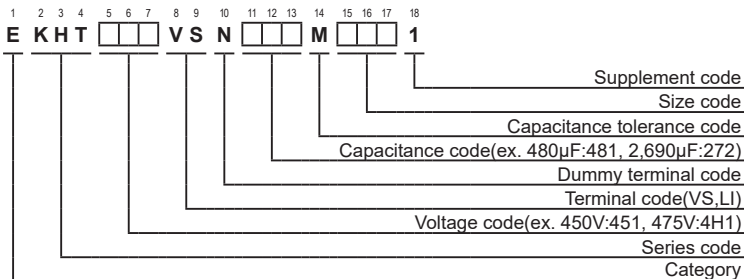 1 2 3 4 5 6 7 8 9 10 11 12 13 14 15 16 17 18
E KHT VS N M 1
Supplement code
Size code
Capacitance tolerance code
Capacitance code(ex. 480µF:481, 2,690µF:272)
Dummy terminal code
Terminal code(VS,LI)
Voltage code(ex. 450V:451, 475V:4H1)
Series code
Category